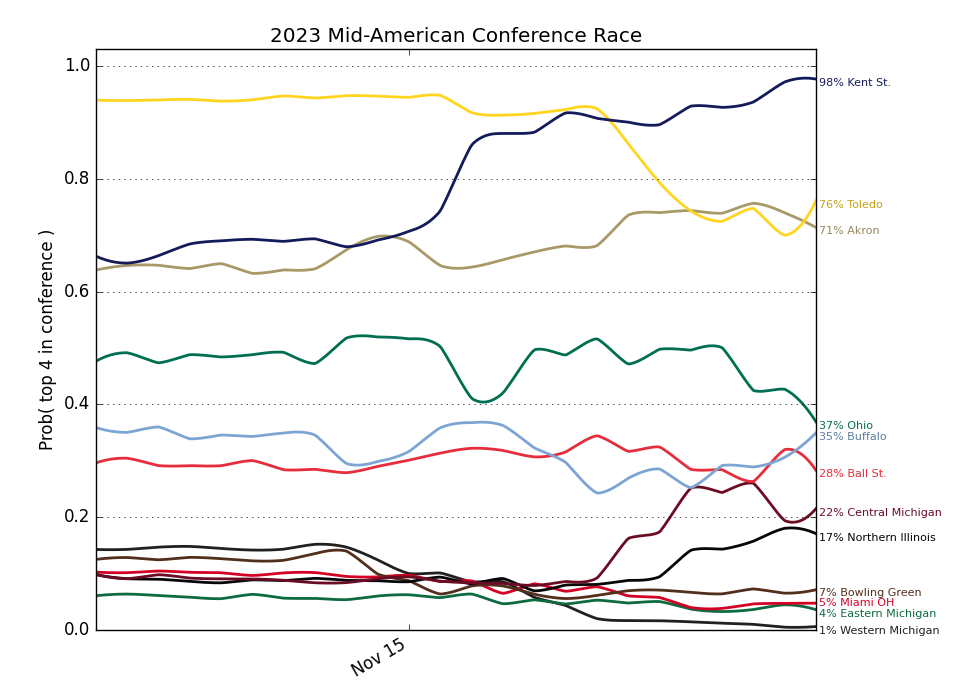 2023 Mid-American Conference Race
Prob( top 4 in conference )
1.0
0.8
0.6
0.4
0.2
0.0
Nov 15
98% Kent St.
76% Toledo
71% Akron
37% Ohio
35% Buffalo
28% Ball St.
22% Central Michigan
17% Northern Illinois
7% Bowling Green
5% Miami OH
4% Eastern Michigan
1% Western Michigan